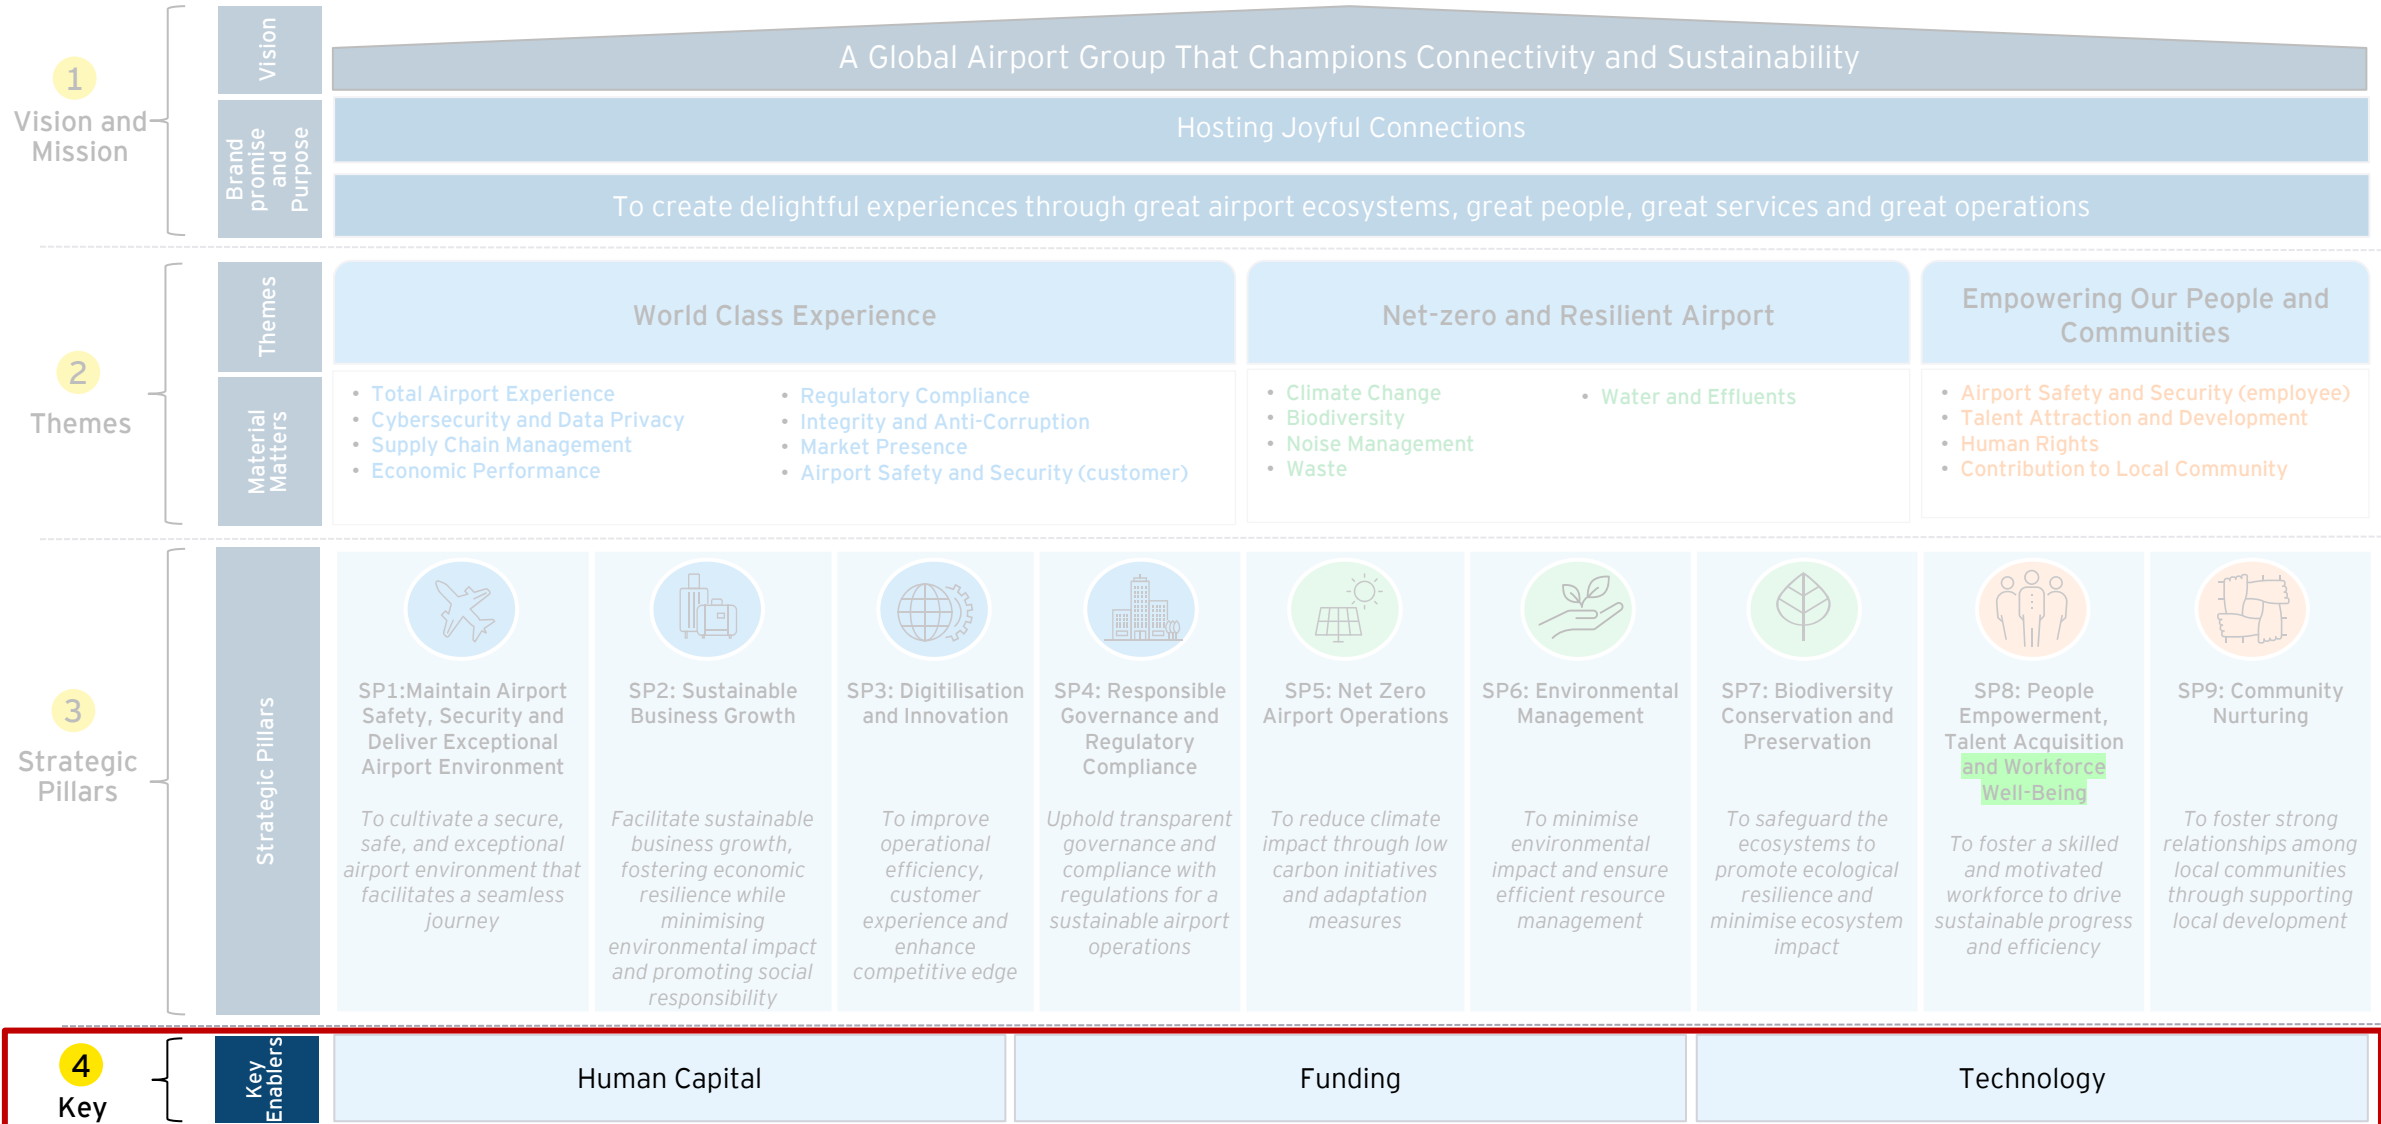 1
Vision and
Mission
Vision
A Global Airport Group That Champions Connectivity and Sustainability
Brand
promise
and
Purpose
Hosting Joyful Connections
To create delightful experiences through great airport ecosystems, great people, great services and great operations
2
Themes
Themes
World Class Experience
Net-zero and Resilient Airport
Empowering Our People and
Communities
Material
Matters
• Total Airport Experience
• Cybersecurity and Data Privacy
• Supply Chain Management
• Economic Performance
• Regulatory Compliance
• Integrity and Anti-Corruption
• Market Presence
• Airport Safety and Security (customer)
• Climate Change
• Biodiversity
• Noise Management
• Waste
• Water and Effluents
• Airport Safety and Security (employee)
• Talent Attraction and Development
• Human Rights
• Contribution to Local Community
3
Strategic
Pillars
Strategic Pillars
SP1:Maintain Airport
Safety, Security and
Deliver Exceptional
Airport Environment
To cultivate a secure,
safe, and exceptional
airport environment that
facilitates a seamless
journey
SP2: Sustainable
Business Growth
Facilitate sustainable
business growth,
fostering economic
resilience while
minimising
environmental impact
and promoting social
responsibility
SP3: Digitilisation
and Innovation
To improve
operational
efficiency,
customer
experience and
enhance
competitive edge
SP4: Responsible
Governance and
Regulatory
Compliance
Uphold transparent
governance and
compliance with
regulations for a
sustainable airport
operations
SP5: Net Zero
Airport Operations
To reduce climate
impact through low
carbon initiatives
and adaptation
measures
SP6: Environmental
Management
To minimise
environmental
impact and ensure
efficient resource
management
SP7: Biodiversity
Conservation and
Preservation
To safeguard the
ecosystems to
promote ecological
resilience and
minimise ecosystem
impact
SP8: People
Empowerment,
Talent Acquisition
and Workforce
Well-Being
To foster a skilled
and motivated
workforce to drive
sustainable progress
and efficiency
SP9: Community
Nurturing
To foster strong
relationships among
local communities
through supporting
local development
4
Key
Key
Enablers
Human Capital
Funding
Technology